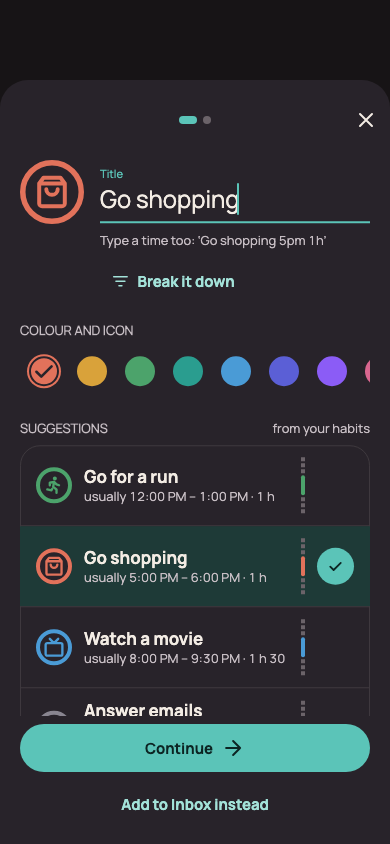 Title
Go shopping
Type a time too: 'Go shopping 5pm 1h'
Break it down
COLOUR AND ICON
SUGGESTIONS
from your habits
Go for a run
usually 12:00 PM – 1:00 PM · 1 h
Go shopping
usually 5:00 PM – 6:00 PM · 1 h
Watch a movie
usually 8:00 PM – 9:30 PM · 1 h 30
Answer emails
Continue
Add to Inbox instead